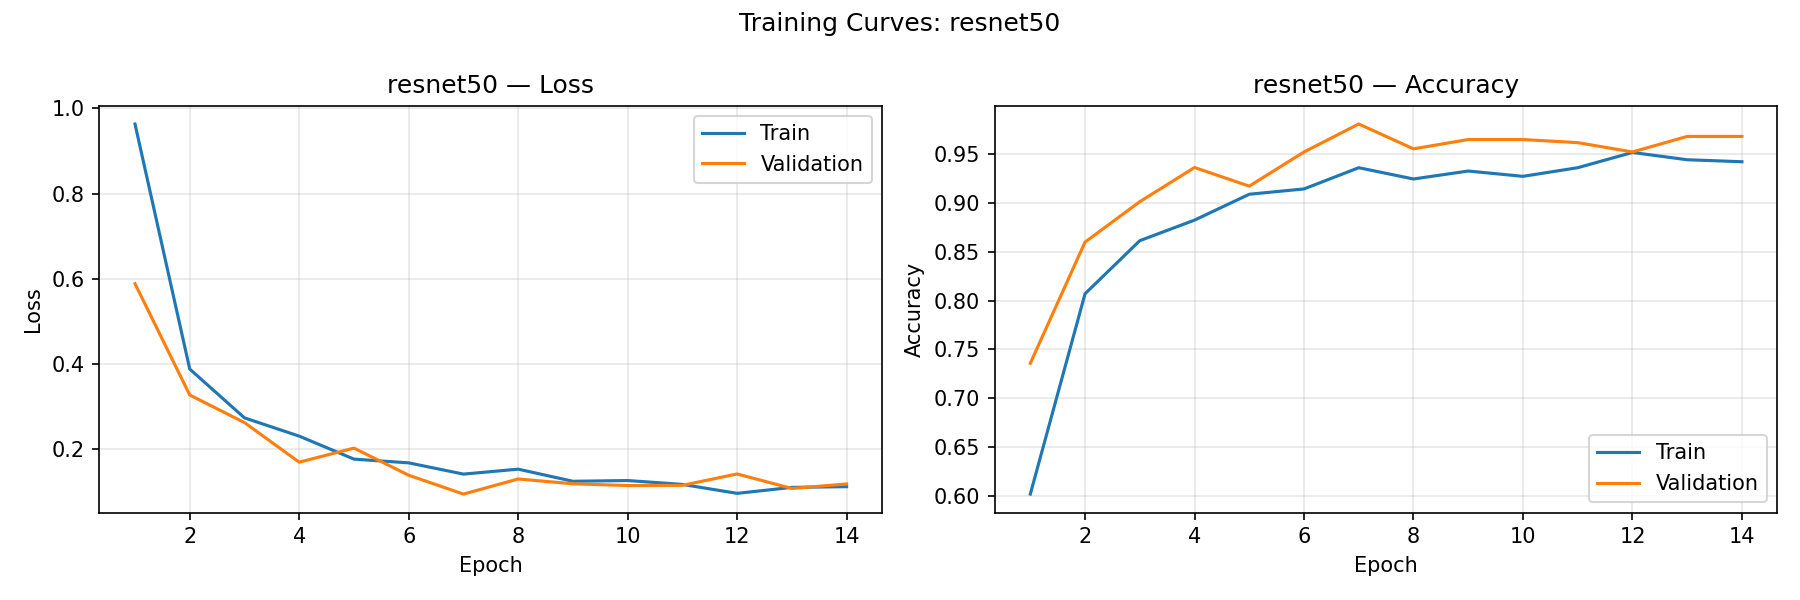 Training Curves: resnet50
resnet50 — Loss
1.0
0.8
0.6
0.4
0.2
Loss
Train
Validation
2 4 6 8 10 12 14
Epoch
resnet50 — Accuracy
0.95
0.90
0.85
0.80
0.75
0.70
0.65
0.60
Accuracy
Train
Validation
2 4 6 8 10 12 14
Epoch